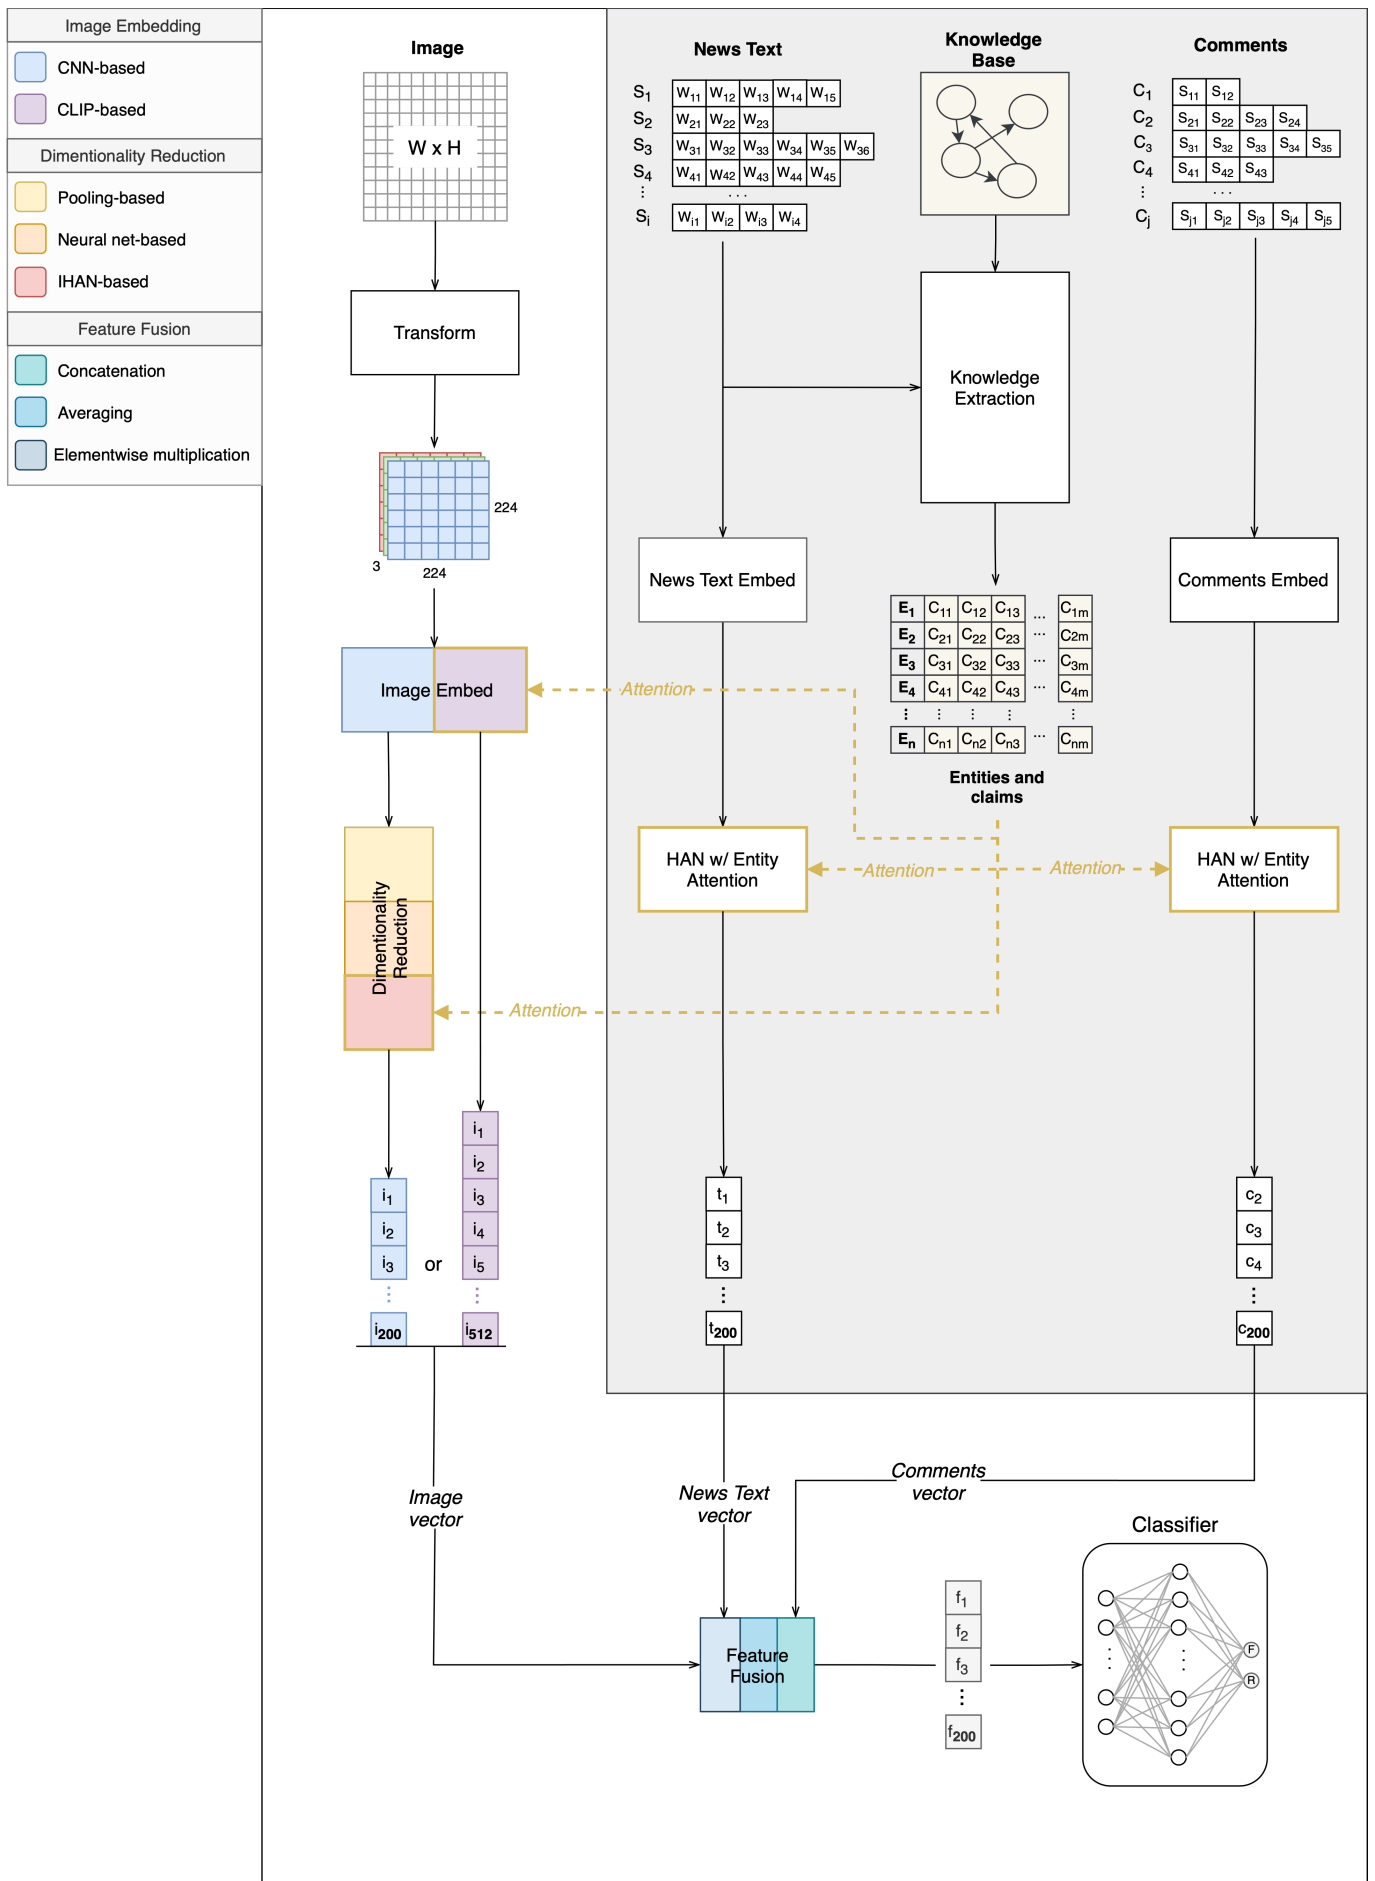 Image Embedding
CNN-based
CLIP-based
Dimentionality Reduction
Pooling-based
Neural net-based
IHAN-based
Feature Fusion
Concatenation
Averaging
Elementwise multiplication
Image
W x H
Transform
3
224
224
Image Embed
Dimentionality
Reduction
i1
i2
i3
⋮
i200
or
i1
i2
i3
i4
i5
⋮
i512
Image
vector
News Text
S1 W11 W12 W13 W14 W15
S2 W21 W22 W23
S3 W31 W32 W33 W34 W35 W36
S4 W41 W42 W43 W44 W45
⋮ ...
Si Wi1 Wi2 Wi3 Wi4
Knowledge
Base
Knowledge
Extraction
Comments
C1 S11 S12
C2 S21 S22 S23 S24
C3 S31 S32 S33 S34 S35
C4 S41 S42 S43
⋮ ...
Cj Sj1 Sj2 Sj3 Sj4 Sj5
News Text Embed
Comments Embed
E1 C11 C12 C13 ... C1m
E2 C21 C22 C23 ... C2m
E3 C31 C32 C33 ... C3m
E4 C41 C42 C43 ... C4m
⋮ ⋮ ⋮ ⋮ ⋮
En Cn1 Cn2 Cn3 ... Cnm
Entities and
claims
Attention
HAN w/ Entity
Attention
Attention
Attention
HAN w/ Entity
Attention
Attention
t1
t2
t3
⋮
t200
c2
c3
c4
⋮
c200
News Text
vector
Comments
vector
Feature
Fusion
f1
f2
f3
⋮
f200
Classifier
F
R